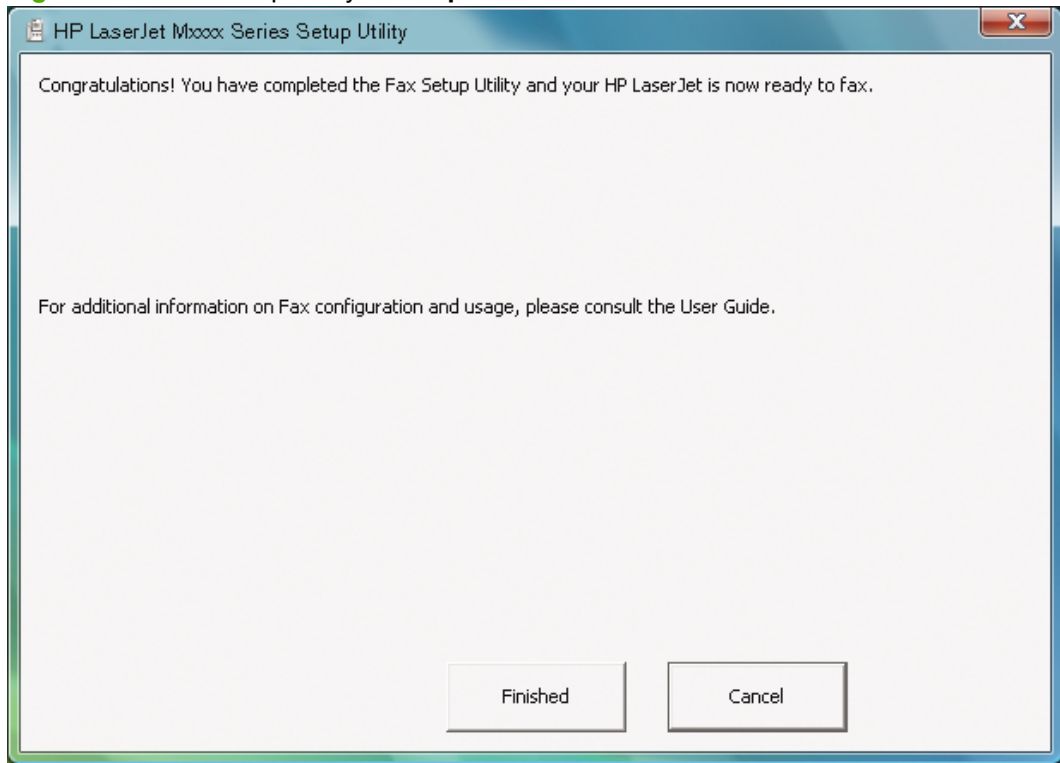 HP LaserJet Mxxxx Series Setup Utility
Congratulations! You have completed the Fax Setup Utility and your HP LaserJet is now ready to fax.
For additional information on Fax configuration and usage, please consult the User Guide.
Finished
Cancel